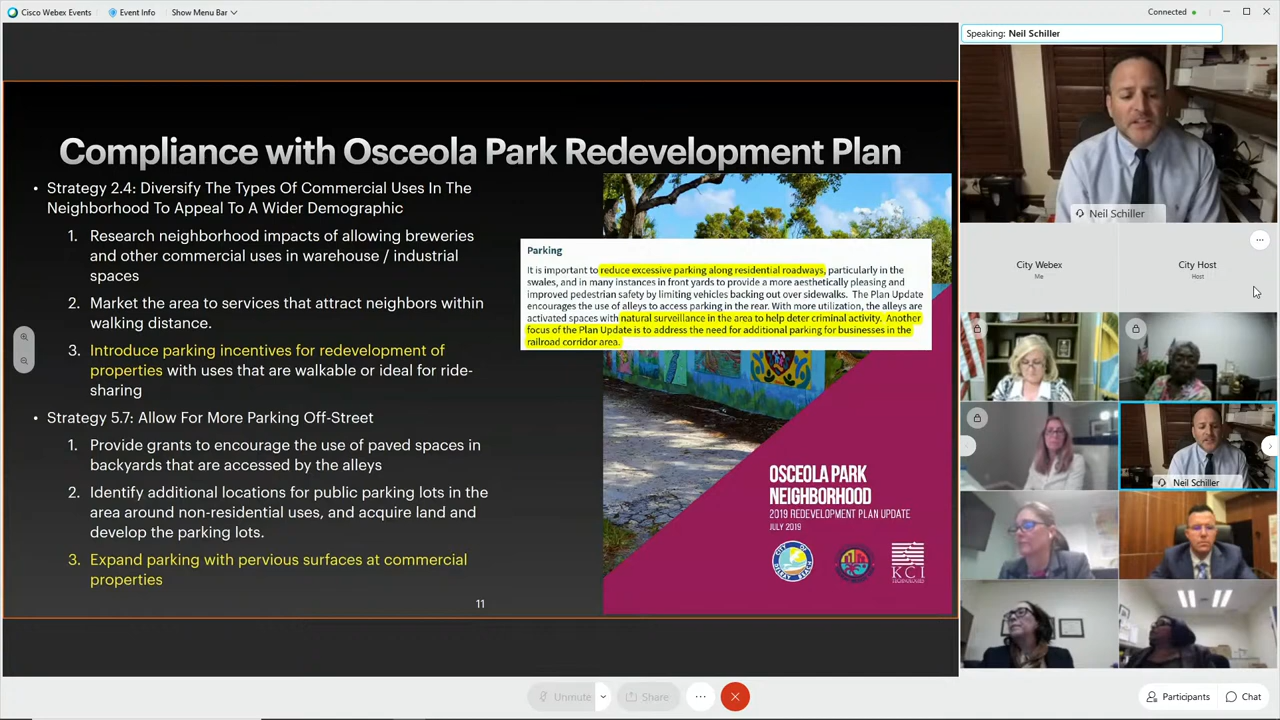 Cisco Webex Events
Event Info
Show Menu Bar
Connected
Speaking: Neil Schiller
Compliance with Osceola Park Redevelopment Plan
• Strategy 2.4: Diversify The Types Of Commercial Uses In The
Neighborhood To Appeal To A Wider Demographic
1. Research neighborhood impacts of allowing breweries
and other commercial uses in warehouse / industrial
spaces
2. Market the area to services that attract neighbors within
walking distance.
3. Introduce parking incentives for redevelopment of
properties with uses that are walkable or ideal for ride-
sharing
• Strategy 5.7: Allow For More Parking Off-Street
1. Provide grants to encourage the use of paved spaces in
backyards that are accessed by the alleys
2. Identify additional locations for public parking lots in the
area around non-residential uses, and acquire land and
develop the parking lots.
3. Expand parking with pervious surfaces at commercial
properties
11
Parking
It is important to reduce excessive parking along residential roadways, particularly in the
swales, and in many instances in front yards to provide a more aesthetically pleasing and
improved pedestrian safety by limiting vehicles backing out over sidewalks. The Plan Update
encourages the use of alleys to access parking in the rear. With more utilization, the alleys are
activated spaces with natural surveillance in the area to help deter criminal activity. Another
focus of the Plan Update is to address the need for additional parking for businesses in the
railroad corridor area.
OSCEOLA PARK
NEIGHBORHOOD
2019 REDEVELOPMENT PLAN UPDATE
JULY 2019
CITY OF
DELRAY BEACH
KCI
TECHNOLOGIES
Neil Schiller
City Webex
Me
City Host
Host
Neil Schiller
Unmute
Share
Participants
Chat